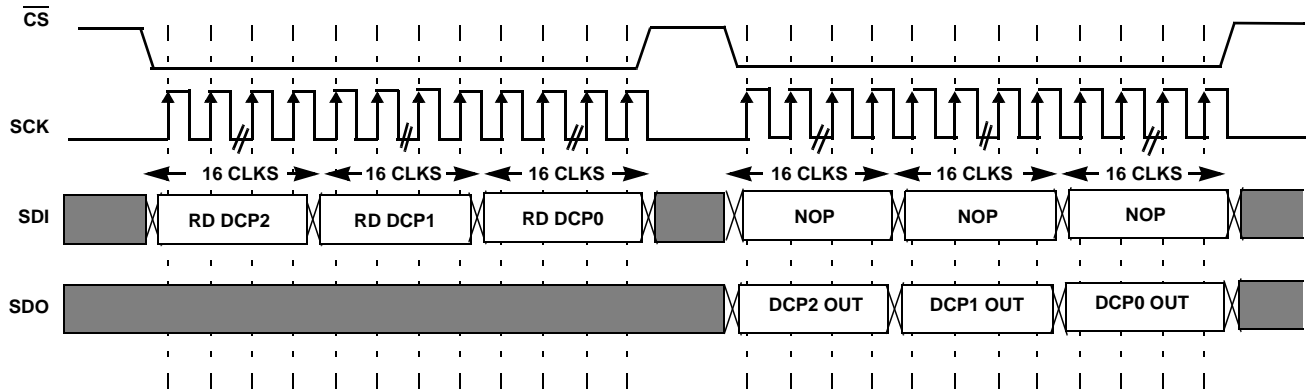 CS
SCK
16 CLKS 16 CLKS 16 CLKS 16 CLKS 16 CLKS 16 CLKS
SDI RD DCP2 RD DCP1 RD DCP0 NOP NOP NOP
SDO DCP2 OUT DCP1 OUT DCP0 OUT